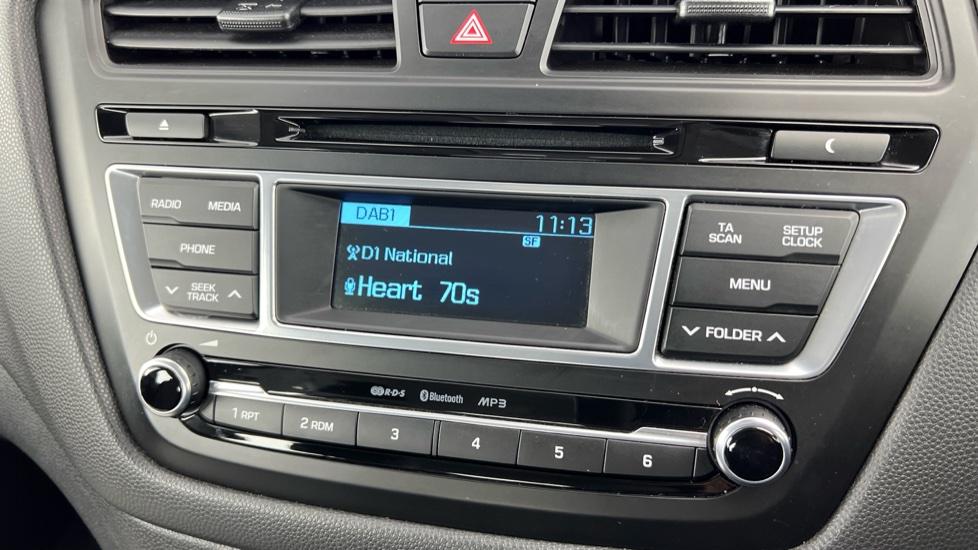 RADIO MEDIA
PHONE
SEEK
TRACK
DAB1 11:13
SF
D1 National
Heart 70s
TA
SCAN
SETUP
CLOCK
MENU
FOLDER
R·D·S Bluetooth MP3
1 RPT 2 RDM 3 4 5 6